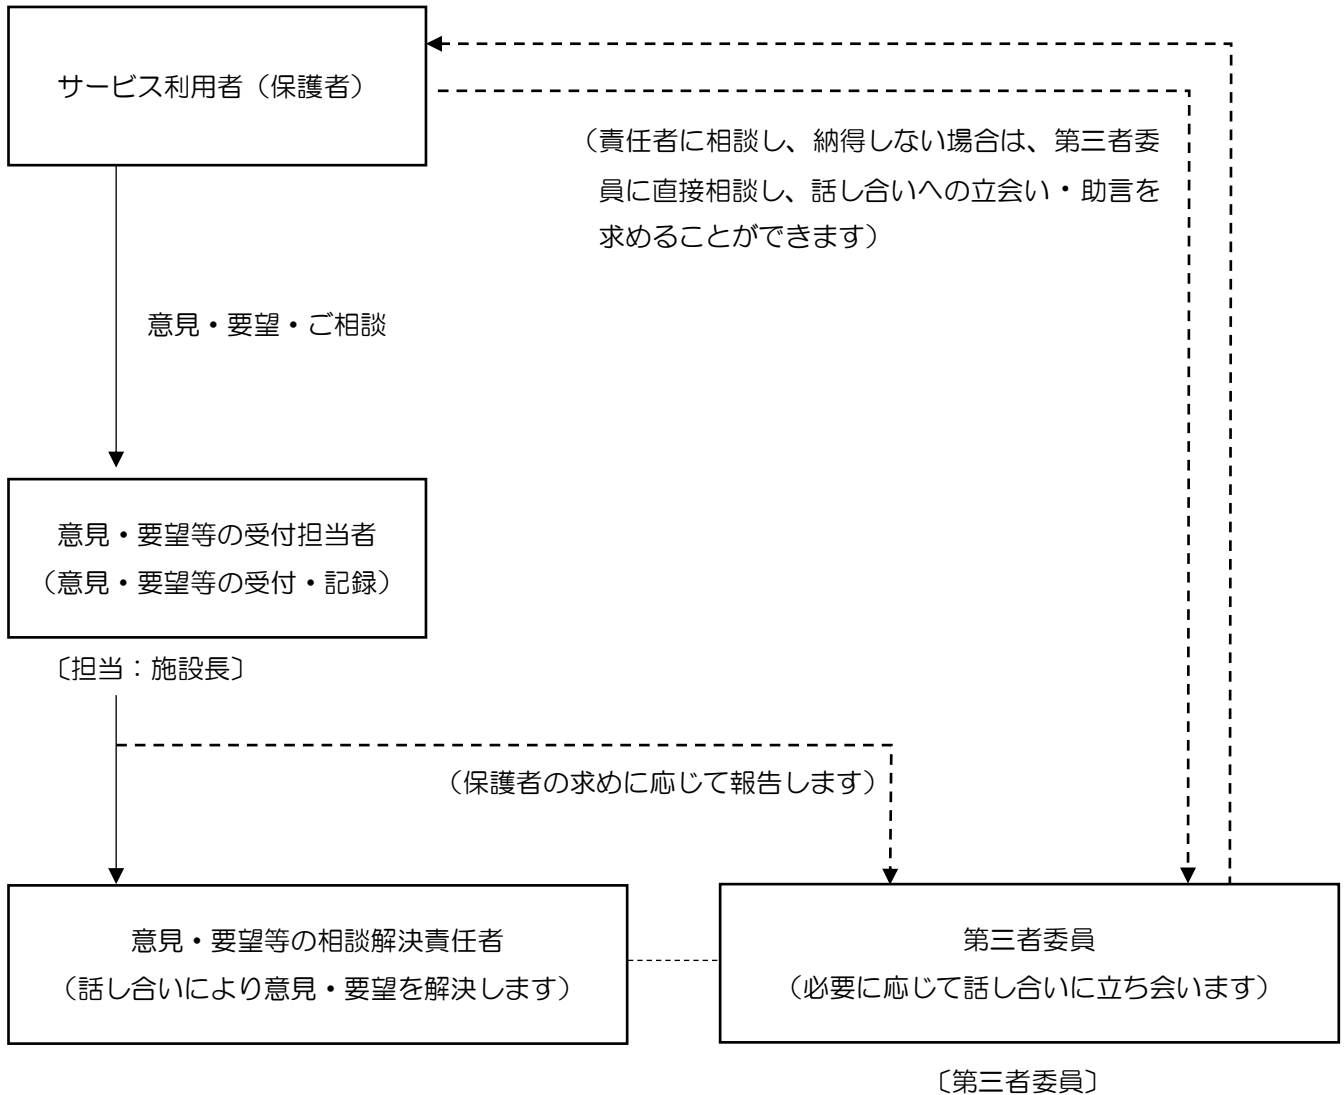 サービス利用者（保護者）
（責任者に相談し、納得しない場合は、第三者委
員に直接相談し、話し合いへの立会い・助言を
求めることができます）
意見・要望・ご相談
意見・要望等の受付担当者
（意見・要望等の受付・記録）
〔担当：施設長〕
（保護者の求めに応じて報告します）
意見・要望等の相談解決責任者
（話し合いにより意見・要望を解決します）
第三者委員
（必要に応じて話し合いに立ち会います）
〔第三者委員〕